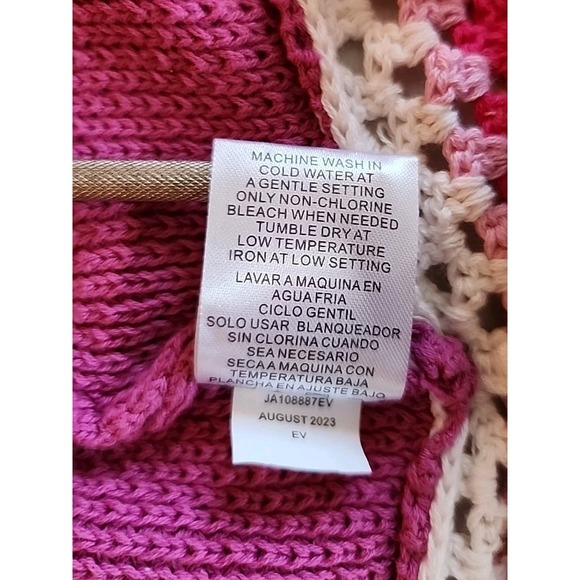 MACHINE WASH IN
COLD WATER AT
A GENTLE SETTING
ONLY NON-CHLORINE
BLEACH WHEN NEEDED
TUMBLE DRY AT
LOW TEMPERATURE
IRON AT LOW SETTING
LAVAR A MAQUINA EN
AGUA FRIA
CICLO GENTIL
SOLO USAR BLANQUEADOR
SIN CLORINA CUANDO
SEA NECESARIO
SECA A MAQUINA CON
TEMPERATURA BAJA
PLANCHA EN AJUSTE BAJO
JA108887EV
AUGUST 2023
EV